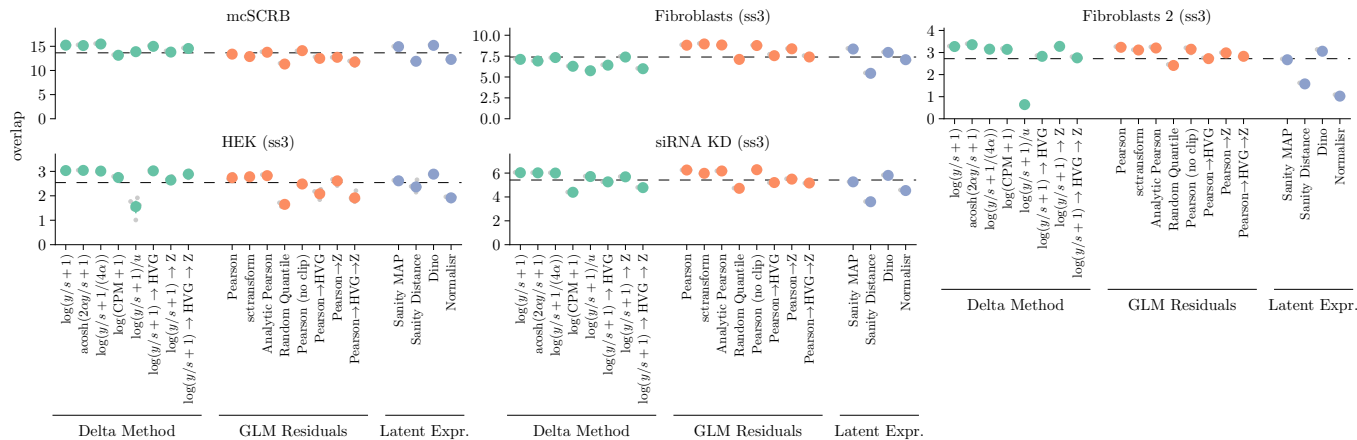 mcSCRB
Fibroblasts (ss3)
Fibroblasts 2 (ss3)
overlap
15
10
5
0
10.0
7.5
5.0
2.5
0.0
4
3
2
1
0
HEK (ss3)
siRNA KD (ss3)
3
2
1
0
6
4
2
0
log(y/s + 1)
acosh(2αy/s + 1)
log(y/s + 1/(4α))
log(CPM + 1)
log(y/s + 1)/u
log(y/s + 1) → HVG
log(y/s + 1) → Z
log(y/s + 1) → HVG → Z
Pearson
sctransform
Analytic Pearson
Random Quantile
Pearson (no clip)
Pearson→HVG
Pearson→Z
Pearson→HVG→Z
Sanity MAP
Sanity Distance
Dino
Normalisr
Delta Method
GLM Residuals
Latent Expr.
log(y/s + 1)
acosh(2αy/s + 1)
log(y/s + 1/(4α))
log(CPM + 1)
log(y/s + 1)/u
log(y/s + 1) → HVG
log(y/s + 1) → Z
log(y/s + 1) → HVG → Z
Pearson
sctransform
Analytic Pearson
Random Quantile
Pearson (no clip)
Pearson→HVG
Pearson→Z
Pearson→HVG→Z
Sanity MAP
Sanity Distance
Dino
Normalisr
Delta Method
GLM Residuals
Latent Expr.
log(y/s + 1)
acosh(2αy/s + 1)
log(y/s + 1/(4α))
log(CPM + 1)
log(y/s + 1)/u
log(y/s + 1) → HVG
log(y/s + 1) → Z
log(y/s + 1) → HVG → Z
Pearson
sctransform
Analytic Pearson
Random Quantile
Pearson (no clip)
Pearson→HVG
Pearson→Z
Pearson→HVG→Z
Sanity MAP
Sanity Distance
Dino
Normalisr
Delta Method
GLM Residuals
Latent Expr.